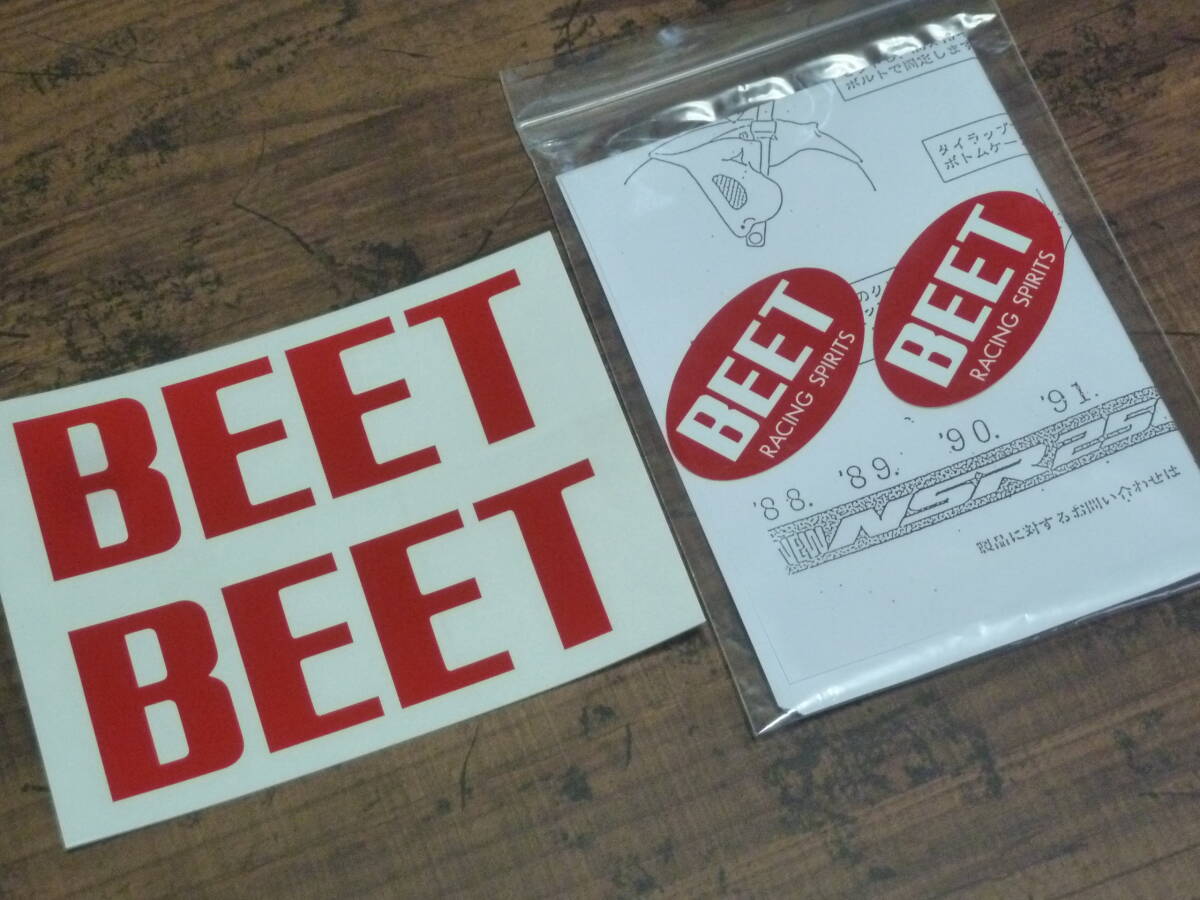 BEET
BEET
ボルトで固定します
タイラップ
ボトムケー
BEET
RACING SPIRITS
BEET
RACING SPIRITS
'88. '89. '90. '91.
NSR 25
製品に対するお問い合わせは